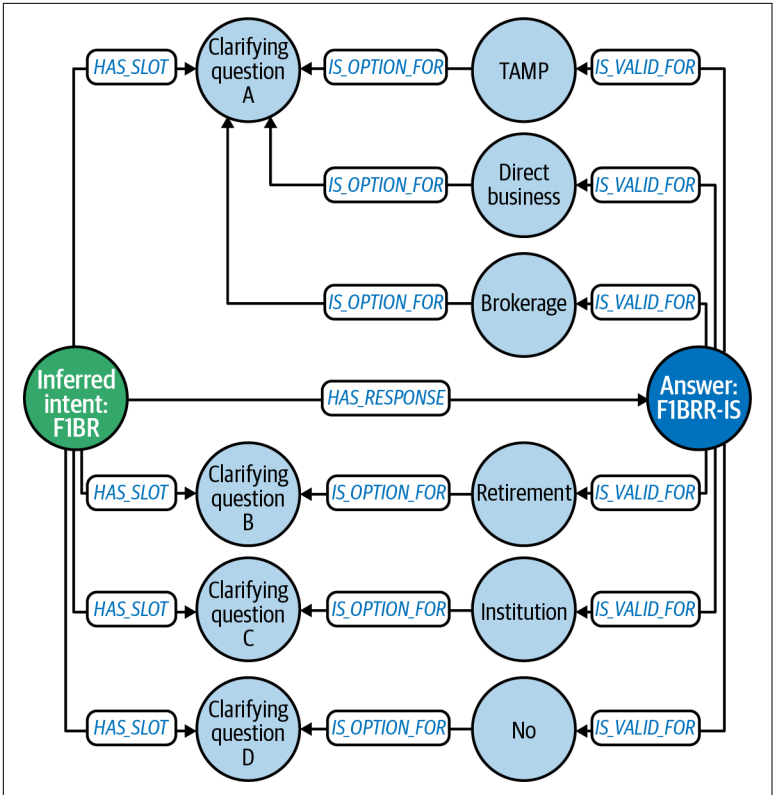 HAS_SLOT
Clarifying
question
A
IS_OPTION_FOR
TAMP
IS_VALID_FOR
IS_OPTION_FOR
Direct
business
IS_VALID_FOR
IS_OPTION_FOR
Brokerage
IS_VALID_FOR
Inferred
intent:
F1BR
HAS_RESPONSE
Answer:
F1BRR-IS
HAS_SLOT
Clarifying
question
B
IS_OPTION_FOR
Retirement
IS_VALID_FOR
HAS_SLOT
Clarifying
question
C
IS_OPTION_FOR
Institution
IS_VALID_FOR
HAS_SLOT
Clarifying
question
D
IS_OPTION_FOR
No
IS_VALID_FOR